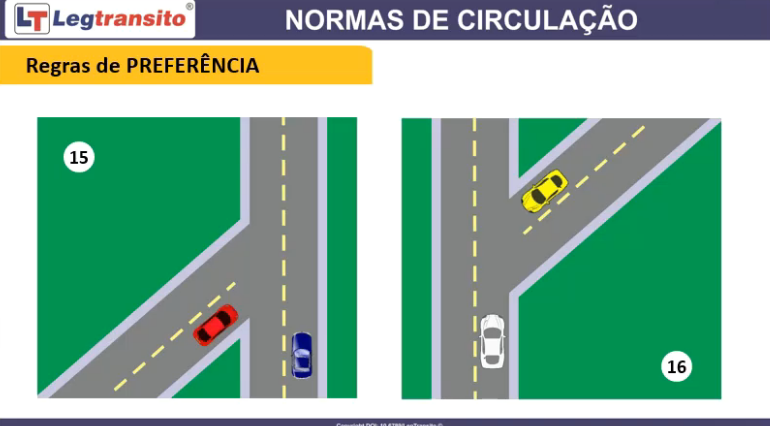 LT Legtransito®
NORMAS DE CIRCULAÇÃO
Regras de PREFERÊNCIA
15
16